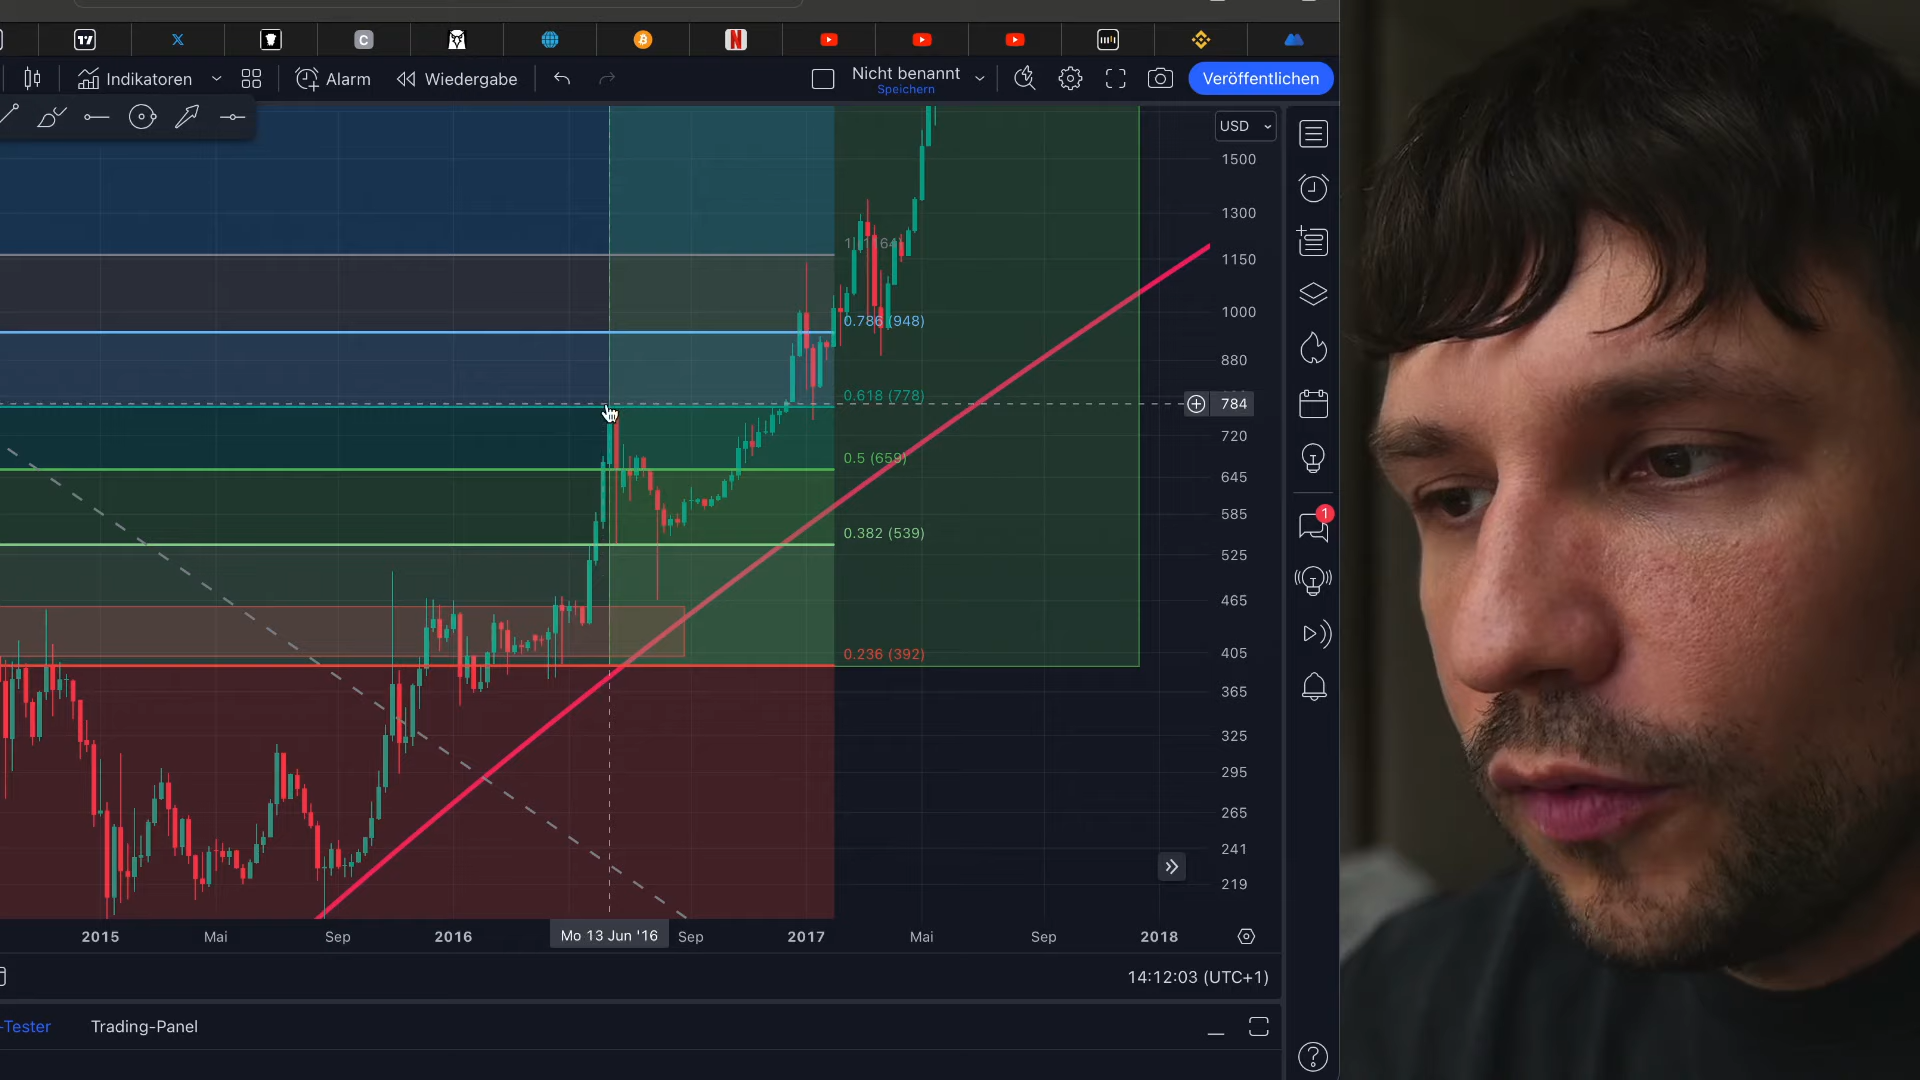 C
N
Indikatoren
Alarm
Wiedergabe
Nicht benannt
Speichern
Veröffentlichen
USD
1500
1300
1150
1000
880
784
720
645
585
525
465
405
365
325
295
265
241
219
0.786 (948)
0.618 (778)
0.5 (659)
0.382 (539)
0.236 (392)
1
2015
Mai
Sep
2016
Mo 13 Jun '16
Sep
2017
Mai
Sep
2018
14:12:03 (UTC+1)
-Tester
Trading-Panel